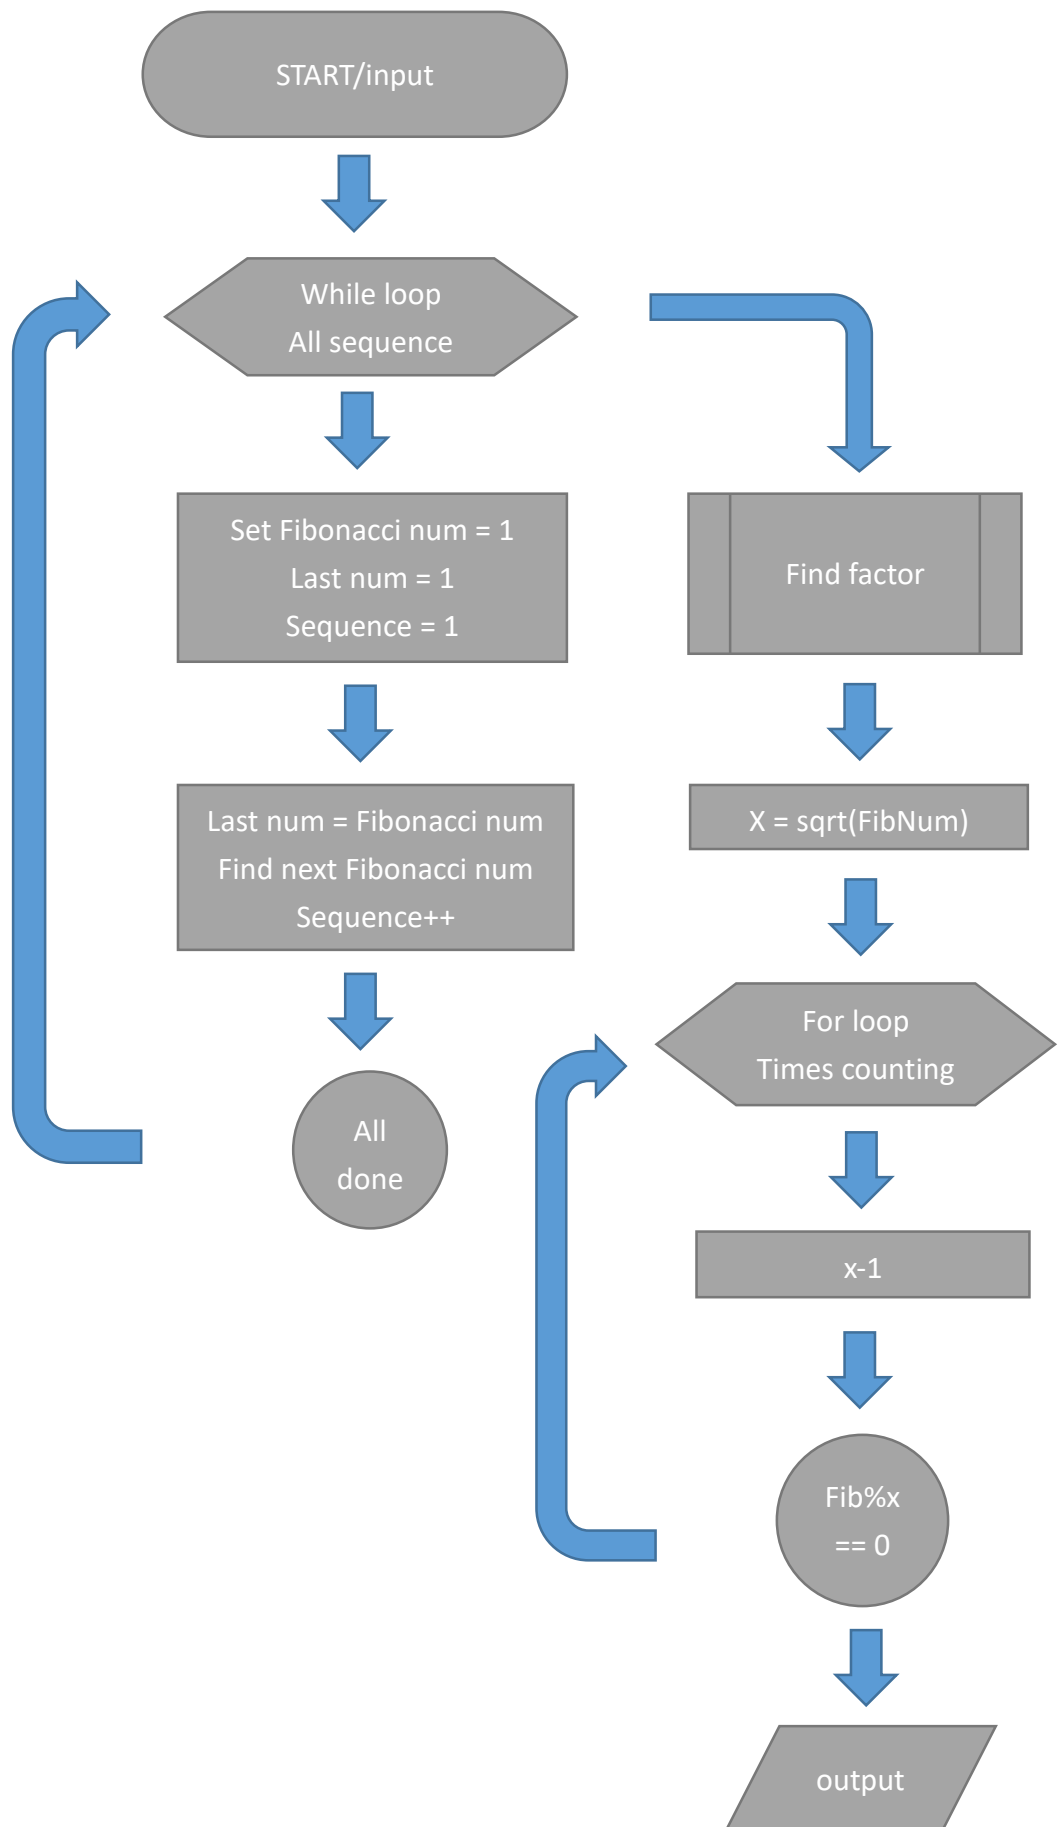 START/input
While loop
All sequence
Set Fibonacci num = 1
Last num = 1
Sequence = 1
Last num = Fibonacci num
Find next Fibonacci num
Sequence++
All
done
Find factor
X = sqrt(FibNum)
For loop
Times counting
x-1
Fib%x
== 0
output